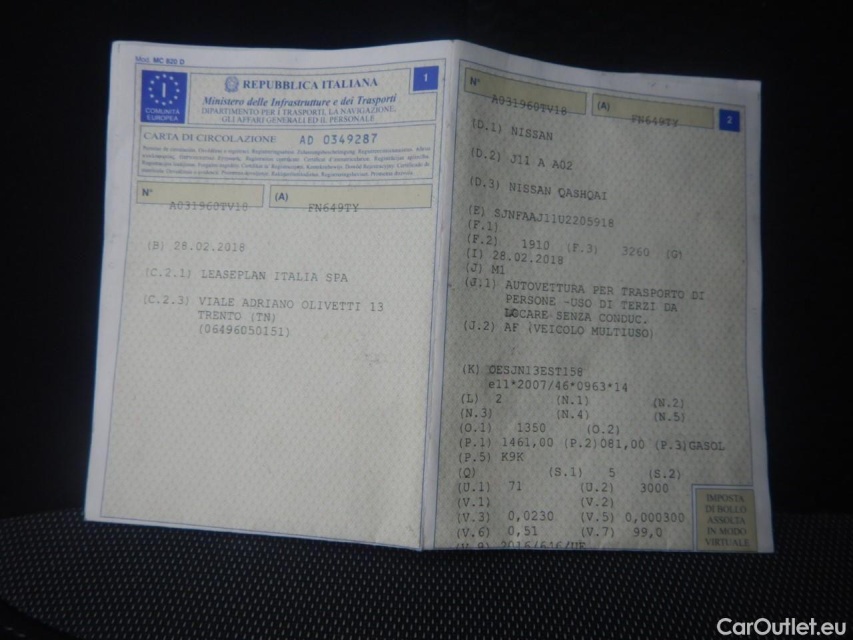 Mod. MC 820 D
I
COMUNITÀ
EUROPEA
REPUBBLICA ITALIANA
1
Ministero delle Infrastrutture e dei Trasporti
DIPARTIMENTO PER I TRASPORTI, LA NAVIGAZIONE,
GLI AFFARI GENERALI ED IL PERSONALE
CARTA DI CIRCOLAZIONE AD 0349287
N° (A)
A031960TV18 FN649TY
(B) 28.02.2018
(C.2.1) LEASEPLAN ITALIA SPA
(C.2.3) VIALE ADRIANO OLIVETTI 13
TRENTO (TN)
(06496050151)
N° (A) 2
A031960TV18 FN649TY
(D.1) NISSAN
(D.2) J11 A A02
(D.3) NISSAN QASHQAI
(E) SJNFAAJ11U2205918
(F.1)
(F.2) 1910 (F.3) 3260 (G)
(I) 28.02.2018
(J) M1
(J.1) AUTOVETTURA PER TRASPORTO DI
PERSONE -USO DI TERZI DA
LOCARE SENZA CONDUC.
(J.2) AF (VEICOLO MULTIUSO)
(K) OESJN13EST158
e11*2007/46*0963*14
(L) 2 (N.1) (N.2)
(N.3) (N.4) (N.5)
(O.1) 1350 (O.2)
(P.1) 1461,00 (P.2)081,00 (P.3)GASOL
(P.5) K9K
(Q) (S.1) 5 (S.2)
(U.1) 71 (U.2) 3000
(V.1) (V.2)
(V.3) 0,0230 (V.5) 0,000300
(V.6) 0,51 (V.7) 99,0
(V.9) 2016/646/UE
IMPOSTA
DI BOLLO
ASSOLTA
IN MODO
VIRTUALE
CarOutlet.eu